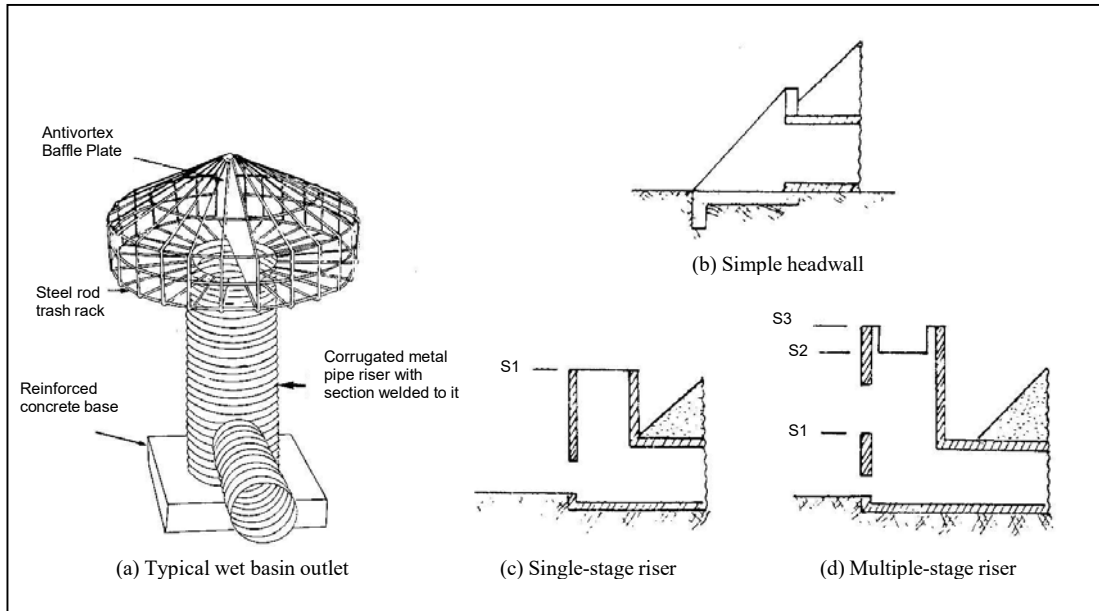 Antivortex
Baffle Plate
Steel rod
trash rack
Reinforced
concrete base
Corrugated metal
pipe riser with
section welded to it
(a) Typical wet basin outlet
(b) Simple headwall
S1
(c) Single-stage riser
S3
S2
S1
(d) Multiple-stage riser